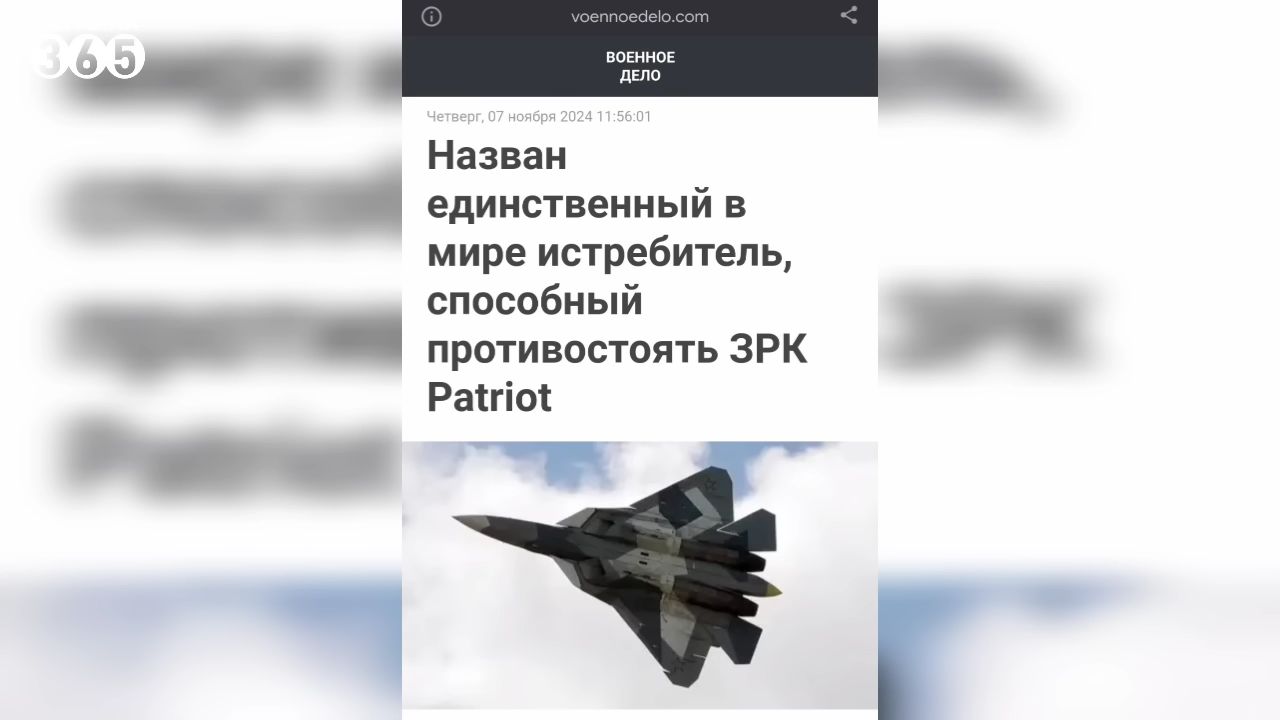 365
voennoedelo.com
ВОЕННОЕ
ДЕЛО
Четверг, 07 ноября 2024 11:56:01
Назван
единственный в
мире истребитель,
способный
противостоять ЗРК
Patriot